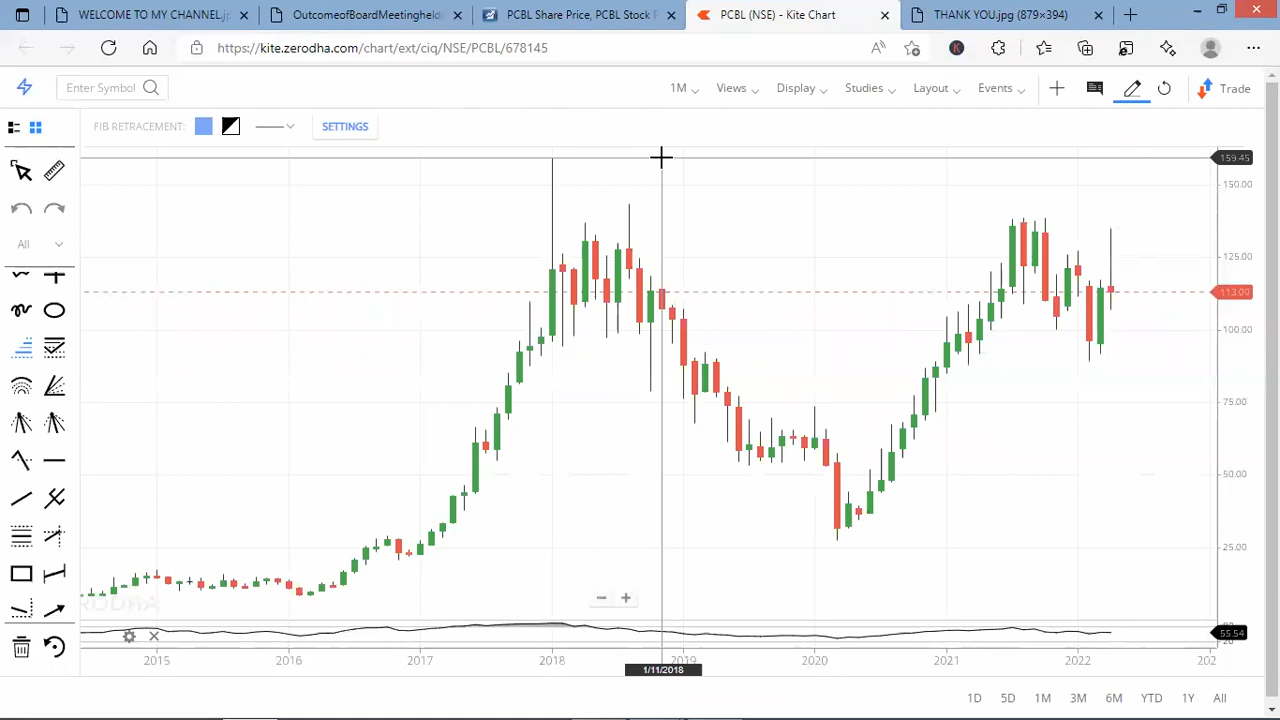 WELCOME TO MY CHANNEL.jp
OutcomeofBoardMeetinghelda
PCBL Share Price, PCBL Stock P
PCBL (NSE) - Kite Chart
THANK YOU.jpg (879×394)
https://kite.zerodha.com/chart/ext/ciq/NSE/PCBL/678145
Enter Symbol
1M
Views
Display
Studies
Layout
Events
Trade
FIB RETRACEMENT:
SETTINGS
All
159.45
150.00
125.00
113.00
100.00
75.00
50.00
25.00
55.54
2015
2016
2017
2018
2019
2020
2021
2022
202
1/11/2018
1D
5D
1M
3M
6M
YTD
1Y
All